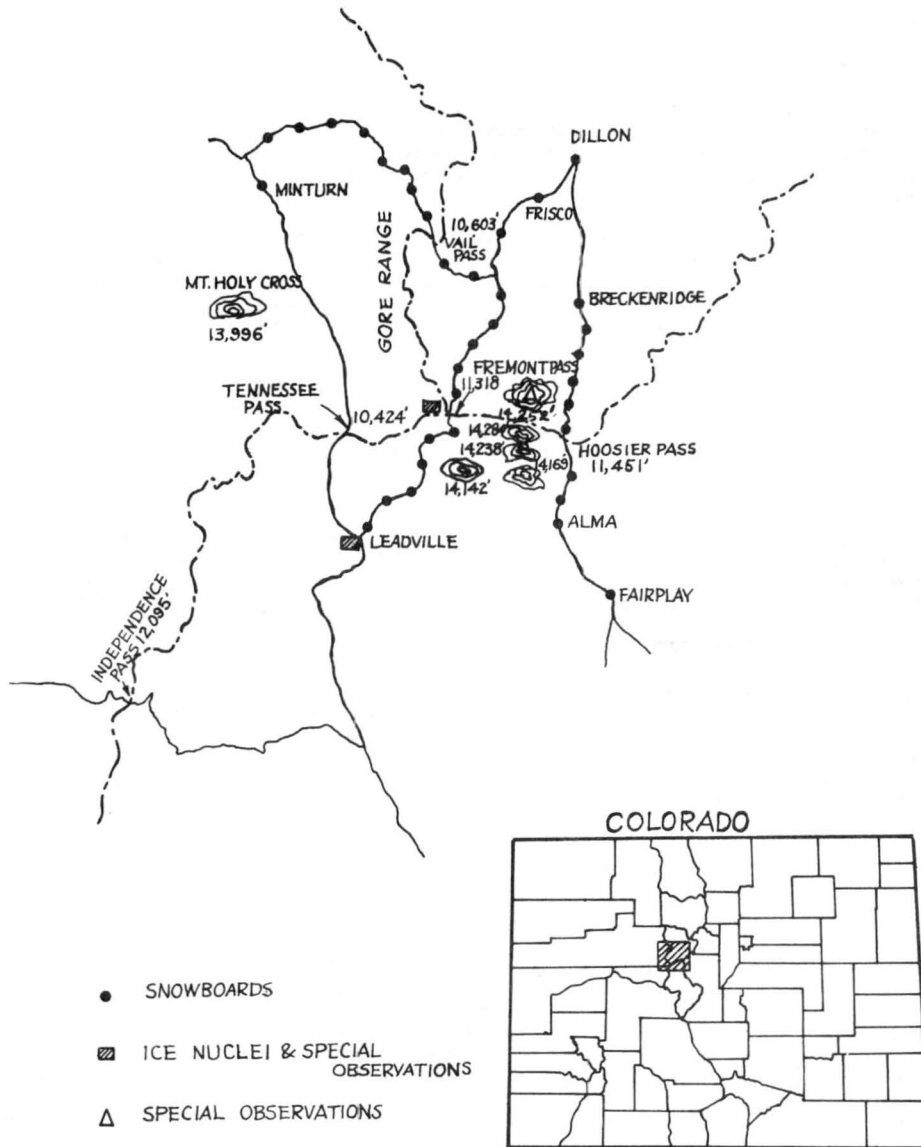 DILLON
MINTURN
FRISCO
10,603'
VAIL
PASS
GORE RANGE
MT. HOLY CROSS
13,996'
BRECKENRIDGE
FREMONT PASS
11,318
TENNESSEE
PASS
10,424'
14,284'
14,238'
14,142'
HOOSIER PASS
11,451'
LEADVILLE
ALMA
FAIRPLAY
INDEPENDENCE
PASS 12,095'
COLORADO
SNOWBOARDS
ICE NUCLEI & SPECIAL
OBSERVATIONS
SPECIAL OBSERVATIONS